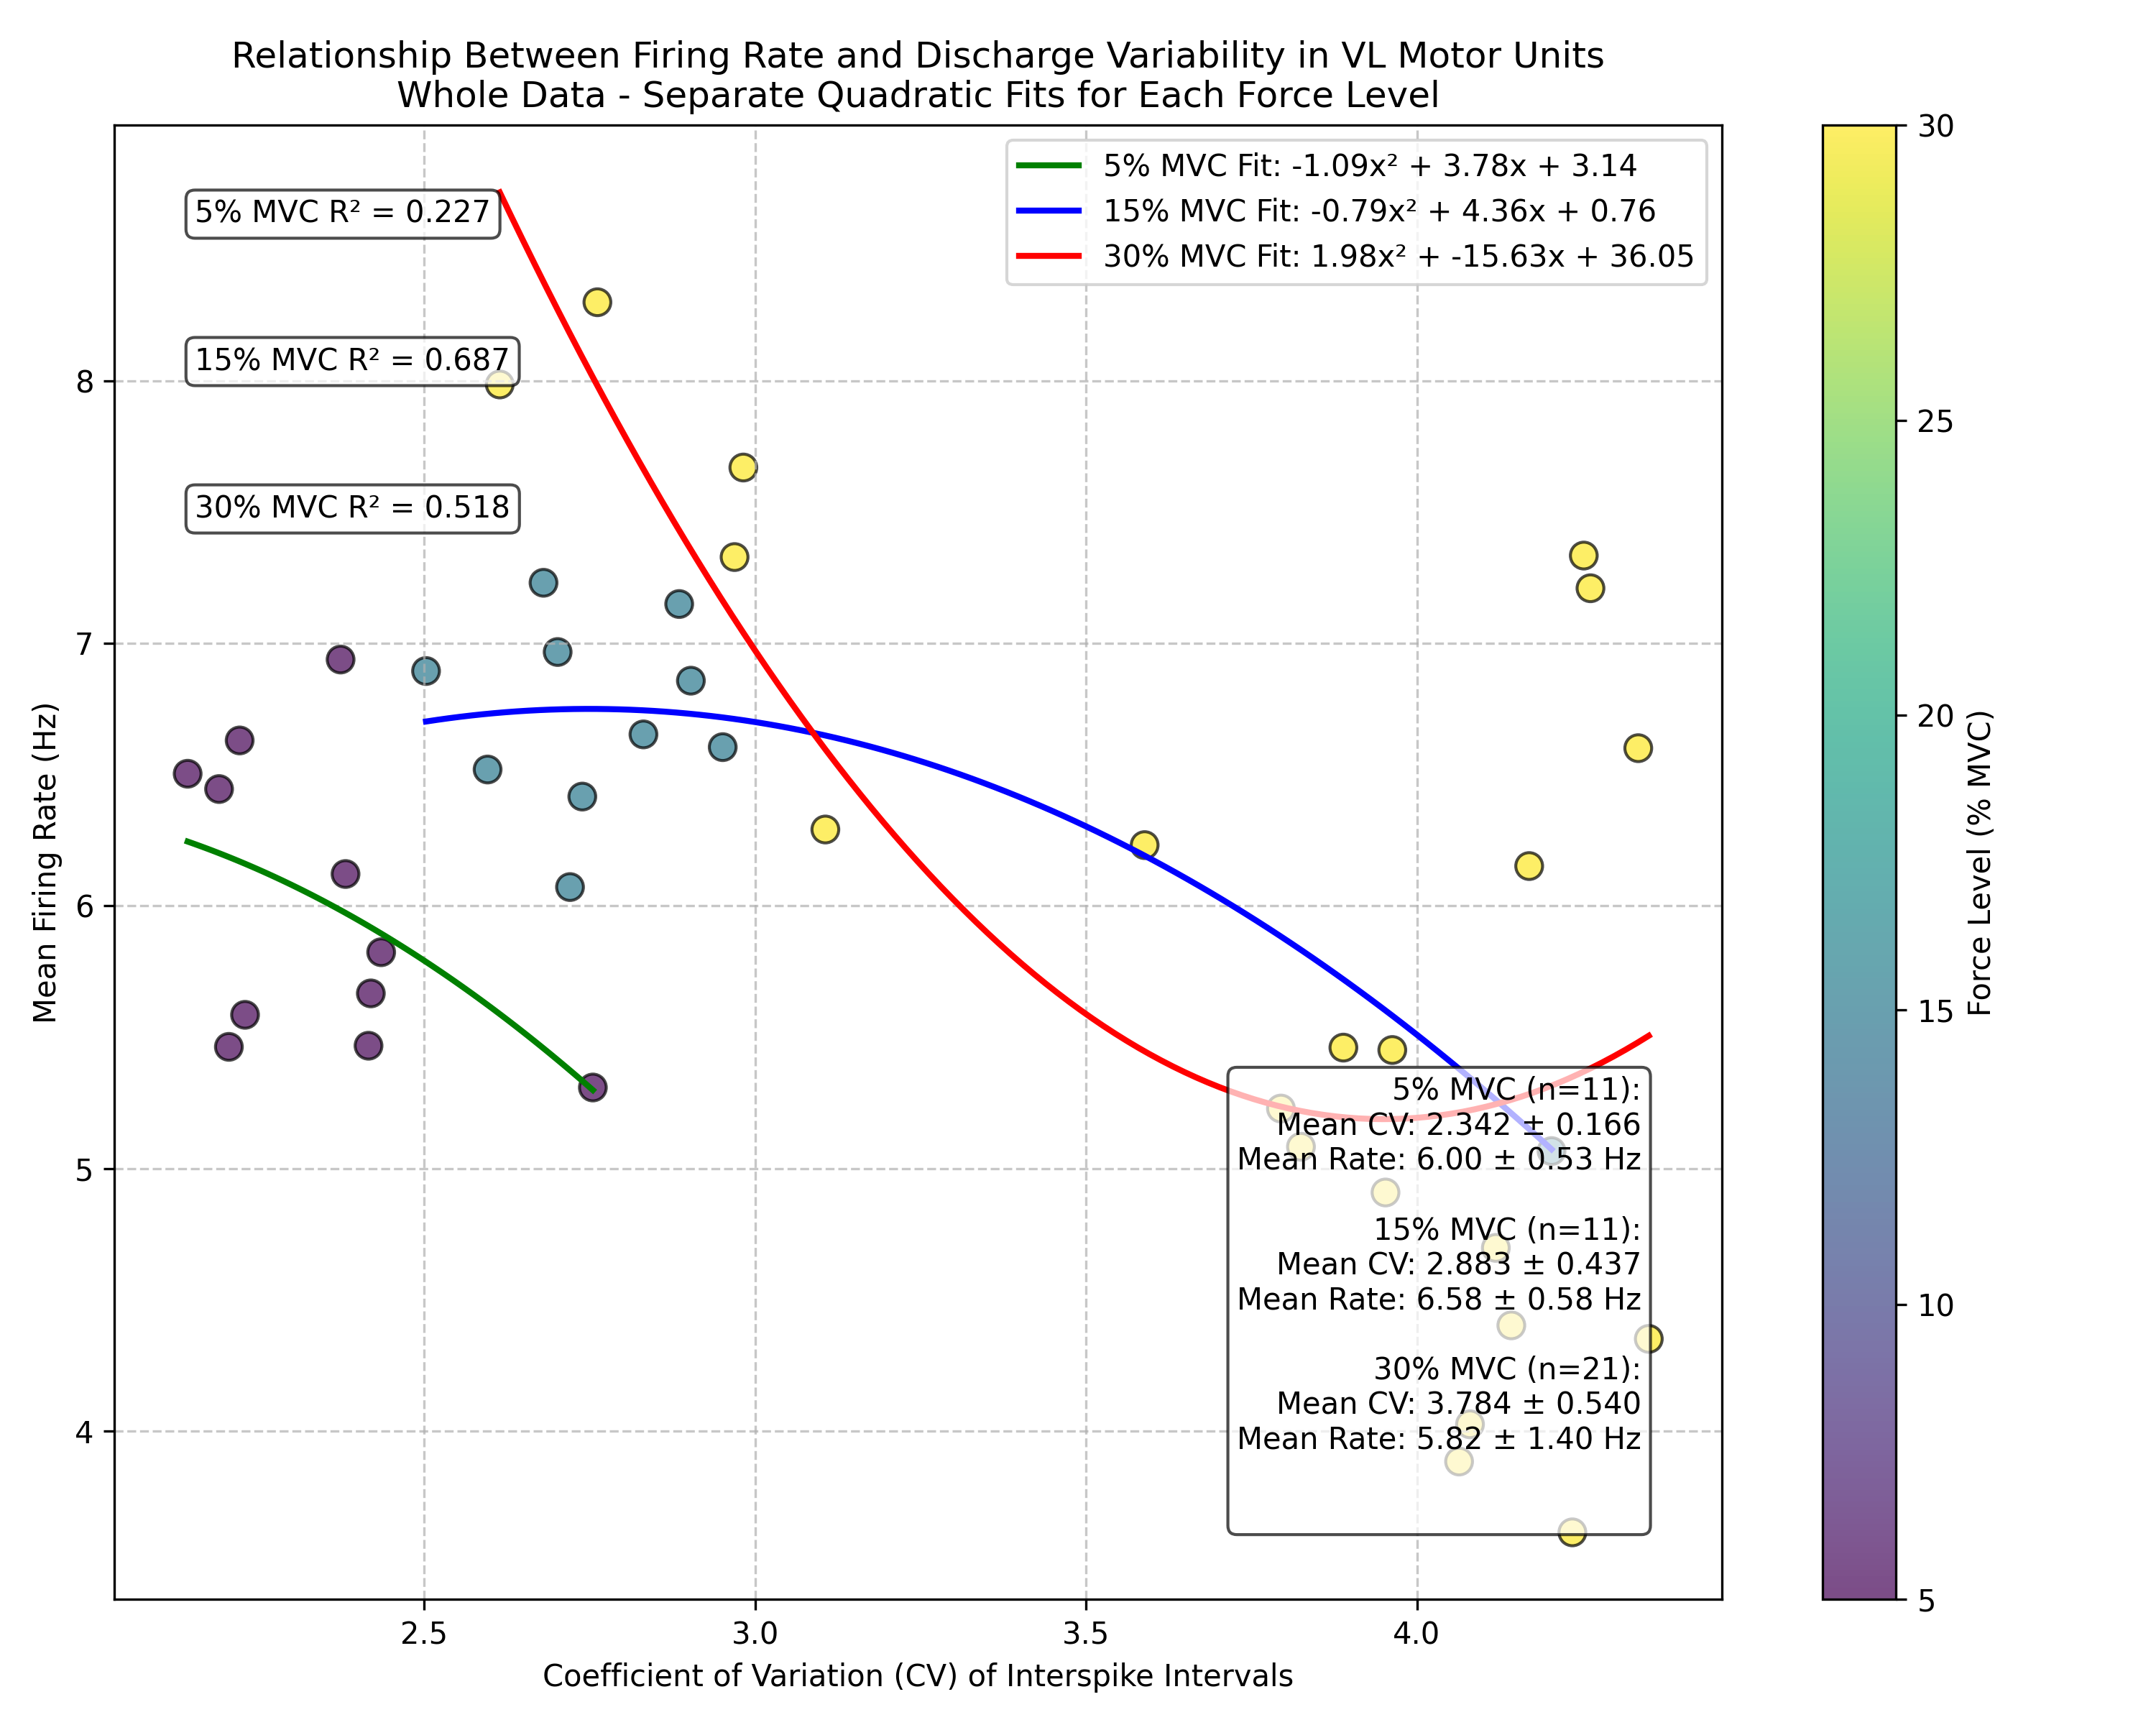 Relationship Between Firing Rate and Discharge Variability in VL Motor Units
Whole Data - Separate Quadratic Fits for Each Force Level
5% MVC Fit: -1.09x² + 3.78x + 3.14
15% MVC Fit: -0.79x² + 4.36x + 0.76
30% MVC Fit: 1.98x² + -15.63x + 36.05
5% MVC R² = 0.227
15% MVC R² = 0.687
30% MVC R² = 0.518
5% MVC (n=11):
Mean CV: 2.342 ± 0.166
Mean Rate: 6.00 ± 0.53 Hz
15% MVC (n=11):
Mean CV: 2.883 ± 0.437
Mean Rate: 6.58 ± 0.58 Hz
30% MVC (n=21):
Mean CV: 3.784 ± 0.540
Mean Rate: 5.82 ± 1.40 Hz
Mean Firing Rate (Hz)
8
7
6
5
4
2.5
3.0
3.5
4.0
Coefficient of Variation (CV) of Interspike Intervals
30
25
20
15
10
5
Force Level (% MVC)